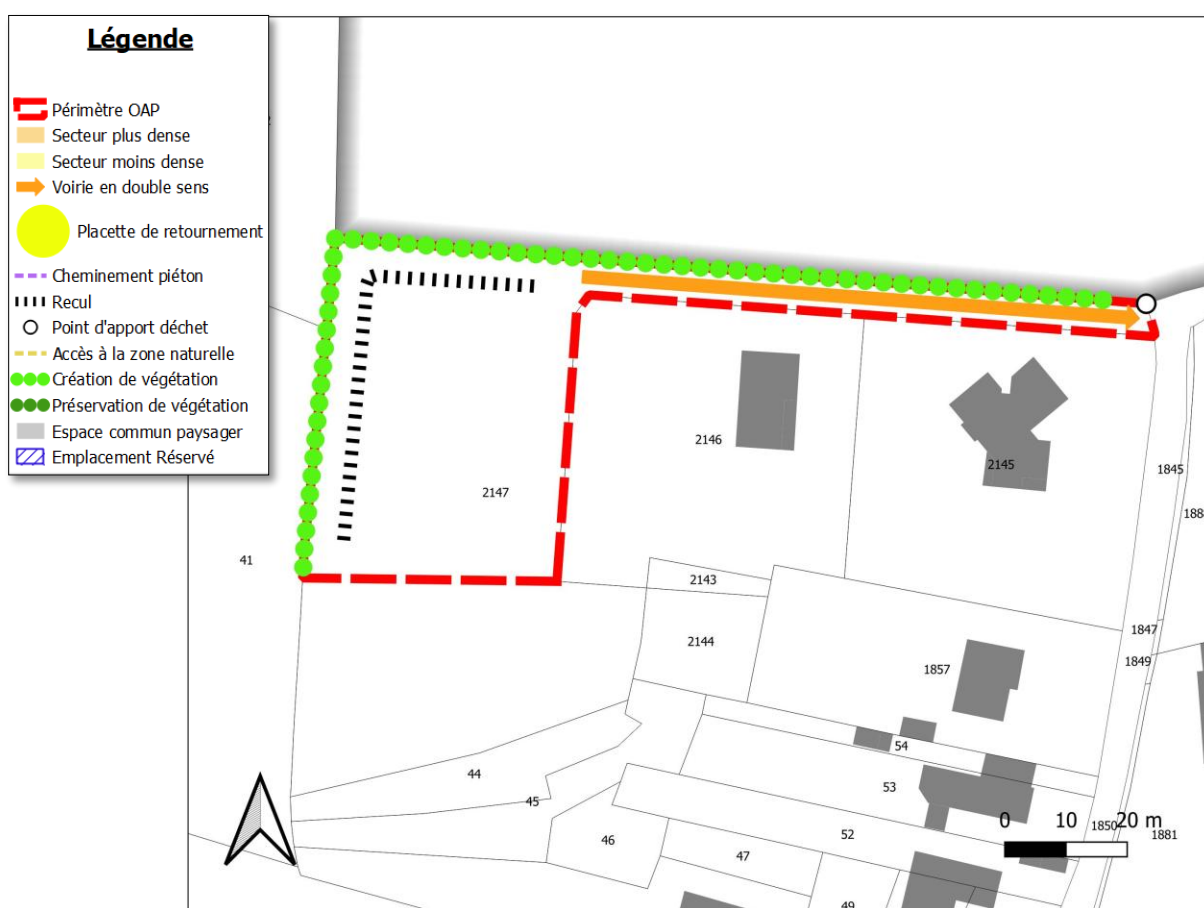 Légende
Périmètre OAP
Secteur plus dense
Secteur moins dense
Voirie en double sens
Placette de retournement
Cheminement piéton
Recul
Point d'apport déchet
Accès à la zone naturelle
Création de végétation
Préservation de végétation
Espace commun paysager
Emplacement Réservé
2146
2145
1845
2147
188
41
2143
2144
1847
1849
1857
54
44
53
45
0 10 20 m
1850
1881
52
46
47
49